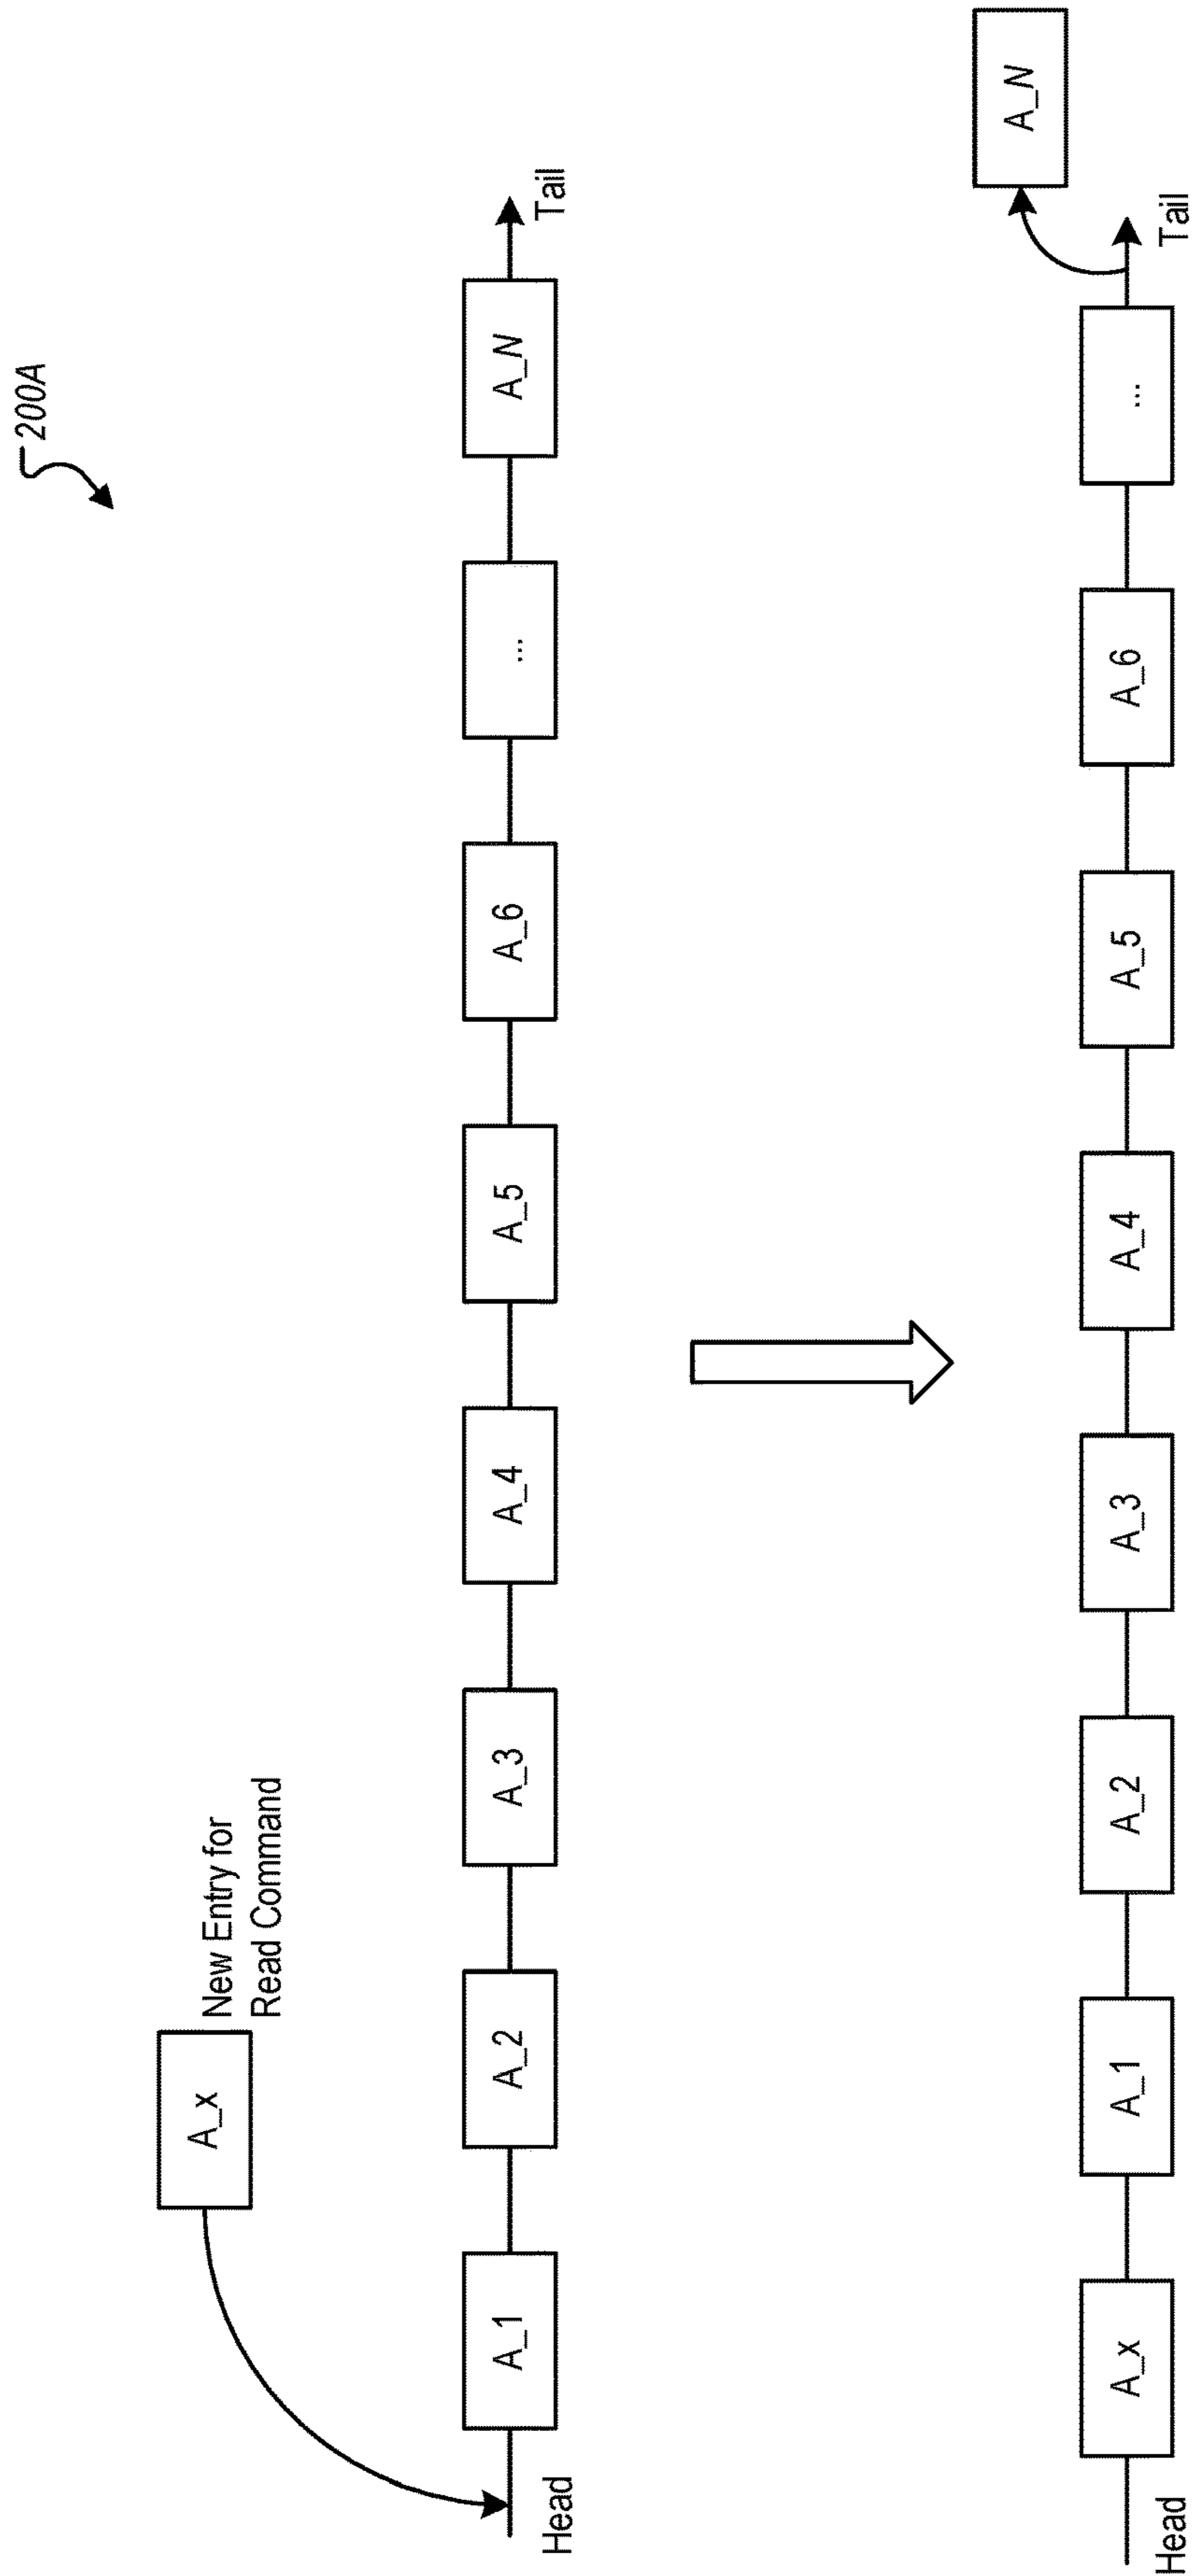 200A
A_x
New Entry for
Read Command
A_1
A_2
A_3
A_4
A_5
A_6
...
A_N
Head
Tail
A_N
A_x
A_1
A_2
A_3
A_4
A_5
A_6
...
Head
Tail